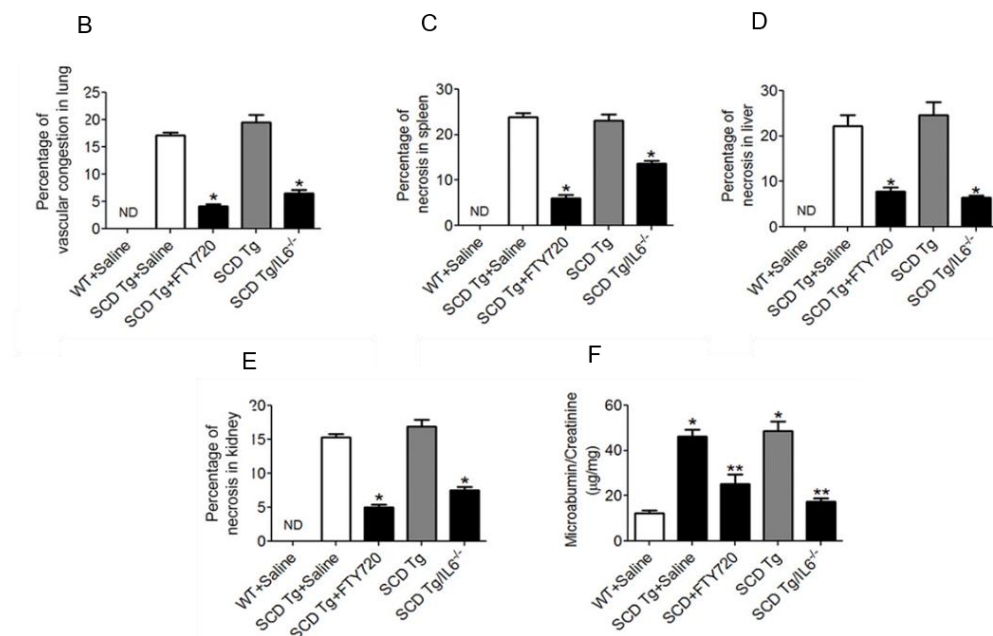 B
Percentage of
vascular congestion in lung
25
20
15
10
5
0
ND
*
*
WT+Saline
SCD Tg+Saline
SCD Tg+FTY720
SCD Tg
SCD Tg/IL6-/-
C
Percentage of
necrosis in spleen
30
20
10
0
ND
*
*
WT+Saline
SCD Tg+Saline
SCD Tg+FTY720
SCD Tg
SCD Tg/IL6-/-
D
Percentage of
necrosis in liver
30
20
10
0
ND
*
*
WT+Saline
SCD Tg+Saline
SCD Tg+FTY720
SCD Tg
SCD Tg/IL6-/-
E
Percentage of
necrosis in kidney
20
15
10
5
0
ND
*
*
WT+Saline
SCD Tg+Saline
SCD Tg+FTY720
SCD Tg
SCD Tg/IL6-/-
F
Microabumin/Creatinine
(μg/mg)
60
40
20
0
*
**
*
**
WT+Saline
SCD Tg+Saline
SCD+FTY720
SCD Tg
SCD Tg/IL6-/-